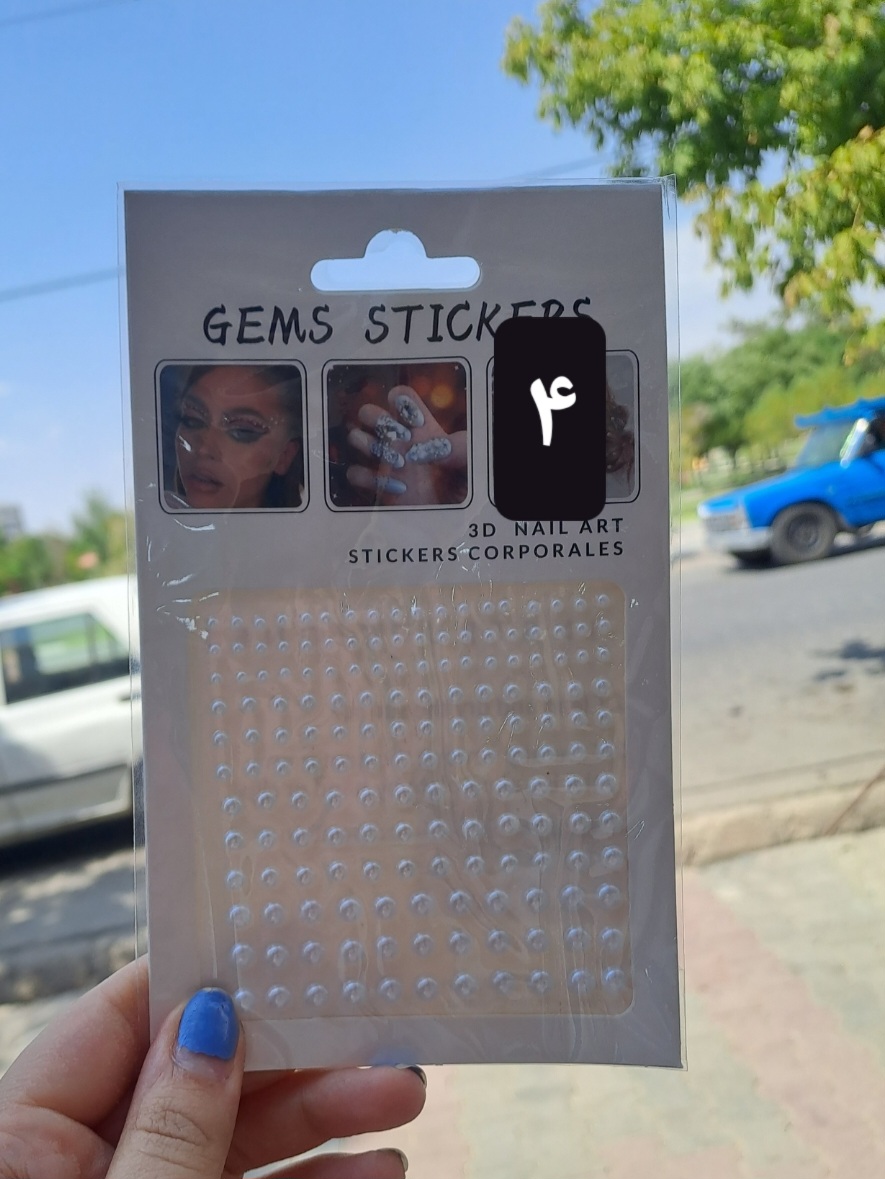 GEMS STICKERS
۴
3D NAIL ART
STICKERS CORPORALES